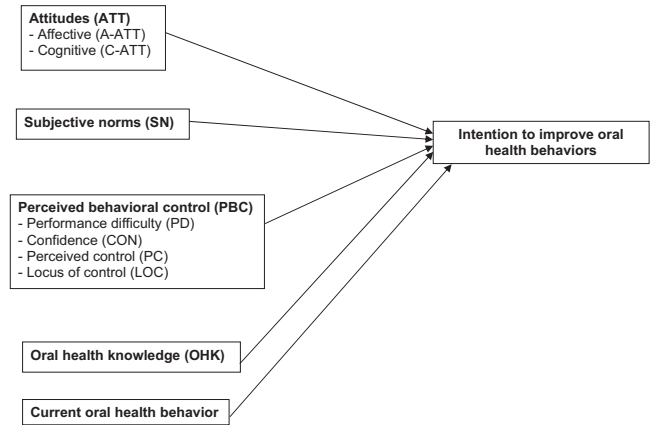 Attitudes (ATT)
- Affective (A-ATT)
- Cognitive (C-ATT)
Subjective norms (SN)
Intention to improve oral
health behaviors
Perceived behavioral control (PBC)
- Performance difficulty (PD)
- Confidence (CON)
- Perceived control (PC)
- Locus of control (LOC)
Oral health knowledge (OHK)
Current oral health behavior